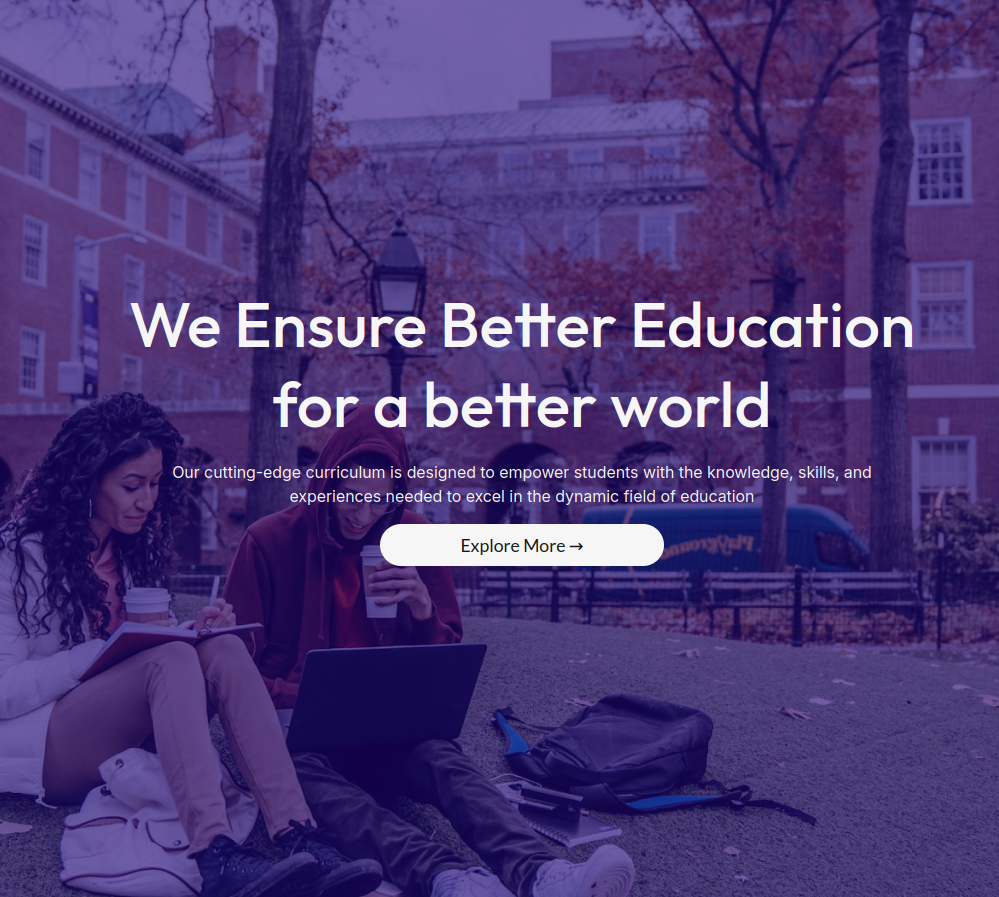 We Ensure Better Education
for a better world
Our cutting-edge curriculum is designed to empower students with the knowledge, skills, and
experiences needed to excel in the dynamic field of education
Explore More →